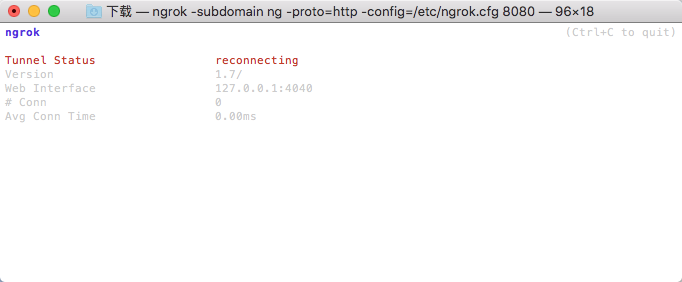 下载 — ngrok -subdomain ng -proto=http -config=/etc/ngrok.cfg 8080 — 96×18
ngrok (Ctrl+C to quit)
Tunnel Status reconnecting
Version 1.7/
Web Interface 127.0.0.1:4040
# Conn 0
Avg Conn Time 0.00ms